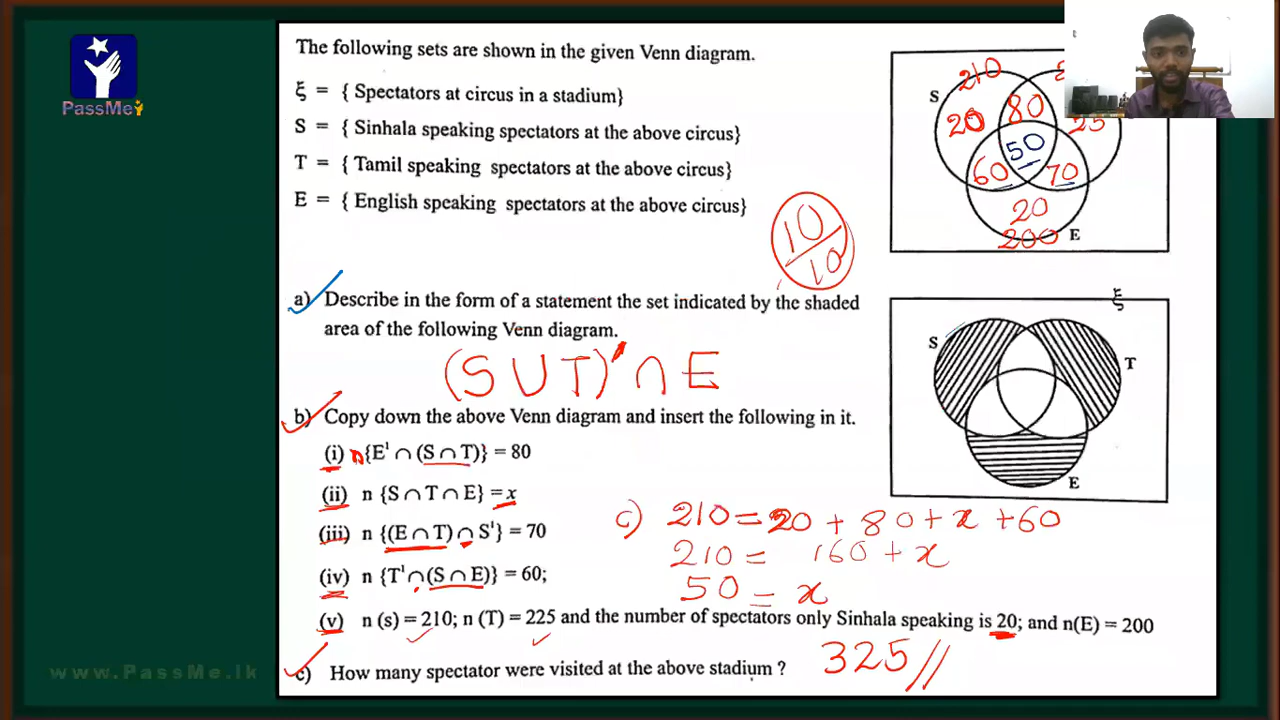 PassMe
The following sets are shown in the given Venn diagram.
ξ = { Spectators at circus in a stadium}
S = { Sinhala speaking spectators at the above circus}
T = { Tamil speaking spectators at the above circus}
E = { English speaking spectators at the above circus}
10/10
S
210
20
80
25
50
60
70
20
200
E
a) Describe in the form of a statement the set indicated by the shaded
area of the following Venn diagram.
(S ∪ T)' ∩ E
ξ
S
T
E
b) Copy down the above Venn diagram and insert the following in it.
(i) n{E' ∩ (S ∩ T)} = 80
(ii) n {S ∩ T ∩ E} = x
(iii) n {(E ∩ T) ∩ S'} = 70
(iv) n {T' ∩ (S ∩ E)} = 60;
c) 210 = 20 + 80 + x + 60
210 = 160 + x
50 = x
(v) n (s) = 210; n (T) = 225 and the number of spectators only Sinhala speaking is 20; and n(E) = 200
c) How many spectator were visited at the above stadium ?
325//
www.PassMe.lk